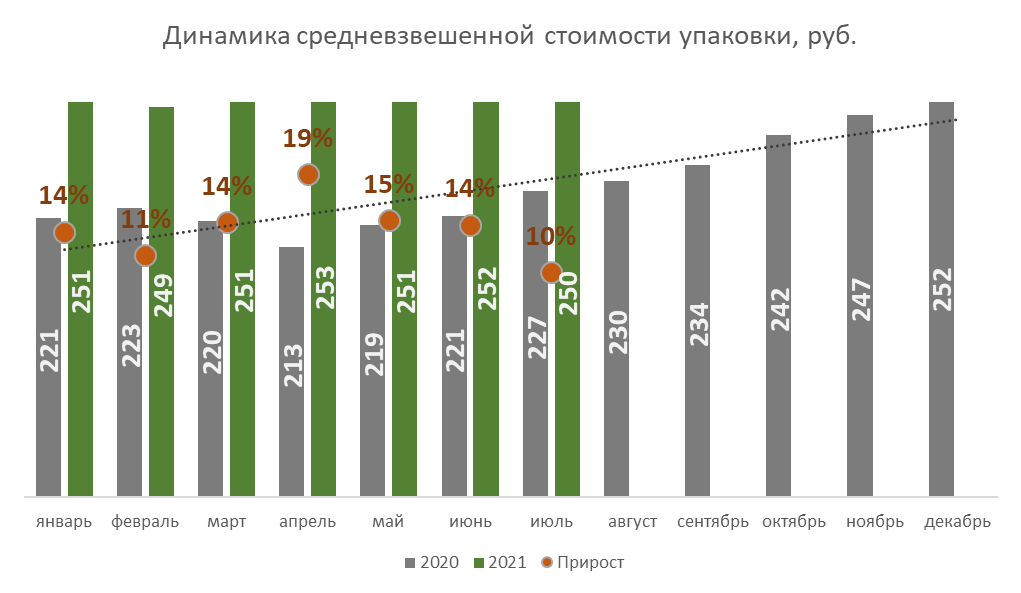 Динамика средневзвешенной стоимости упаковки, руб.
14% 11% 14% 19% 15% 14% 10%
221 251 223 249 220 251 213 253 219 251 221 252 227 250 230 234 242 247 252
январь февраль март апрель май июнь июль август сентябрь октябрь ноябрь декабрь
2020 2021 Прирост